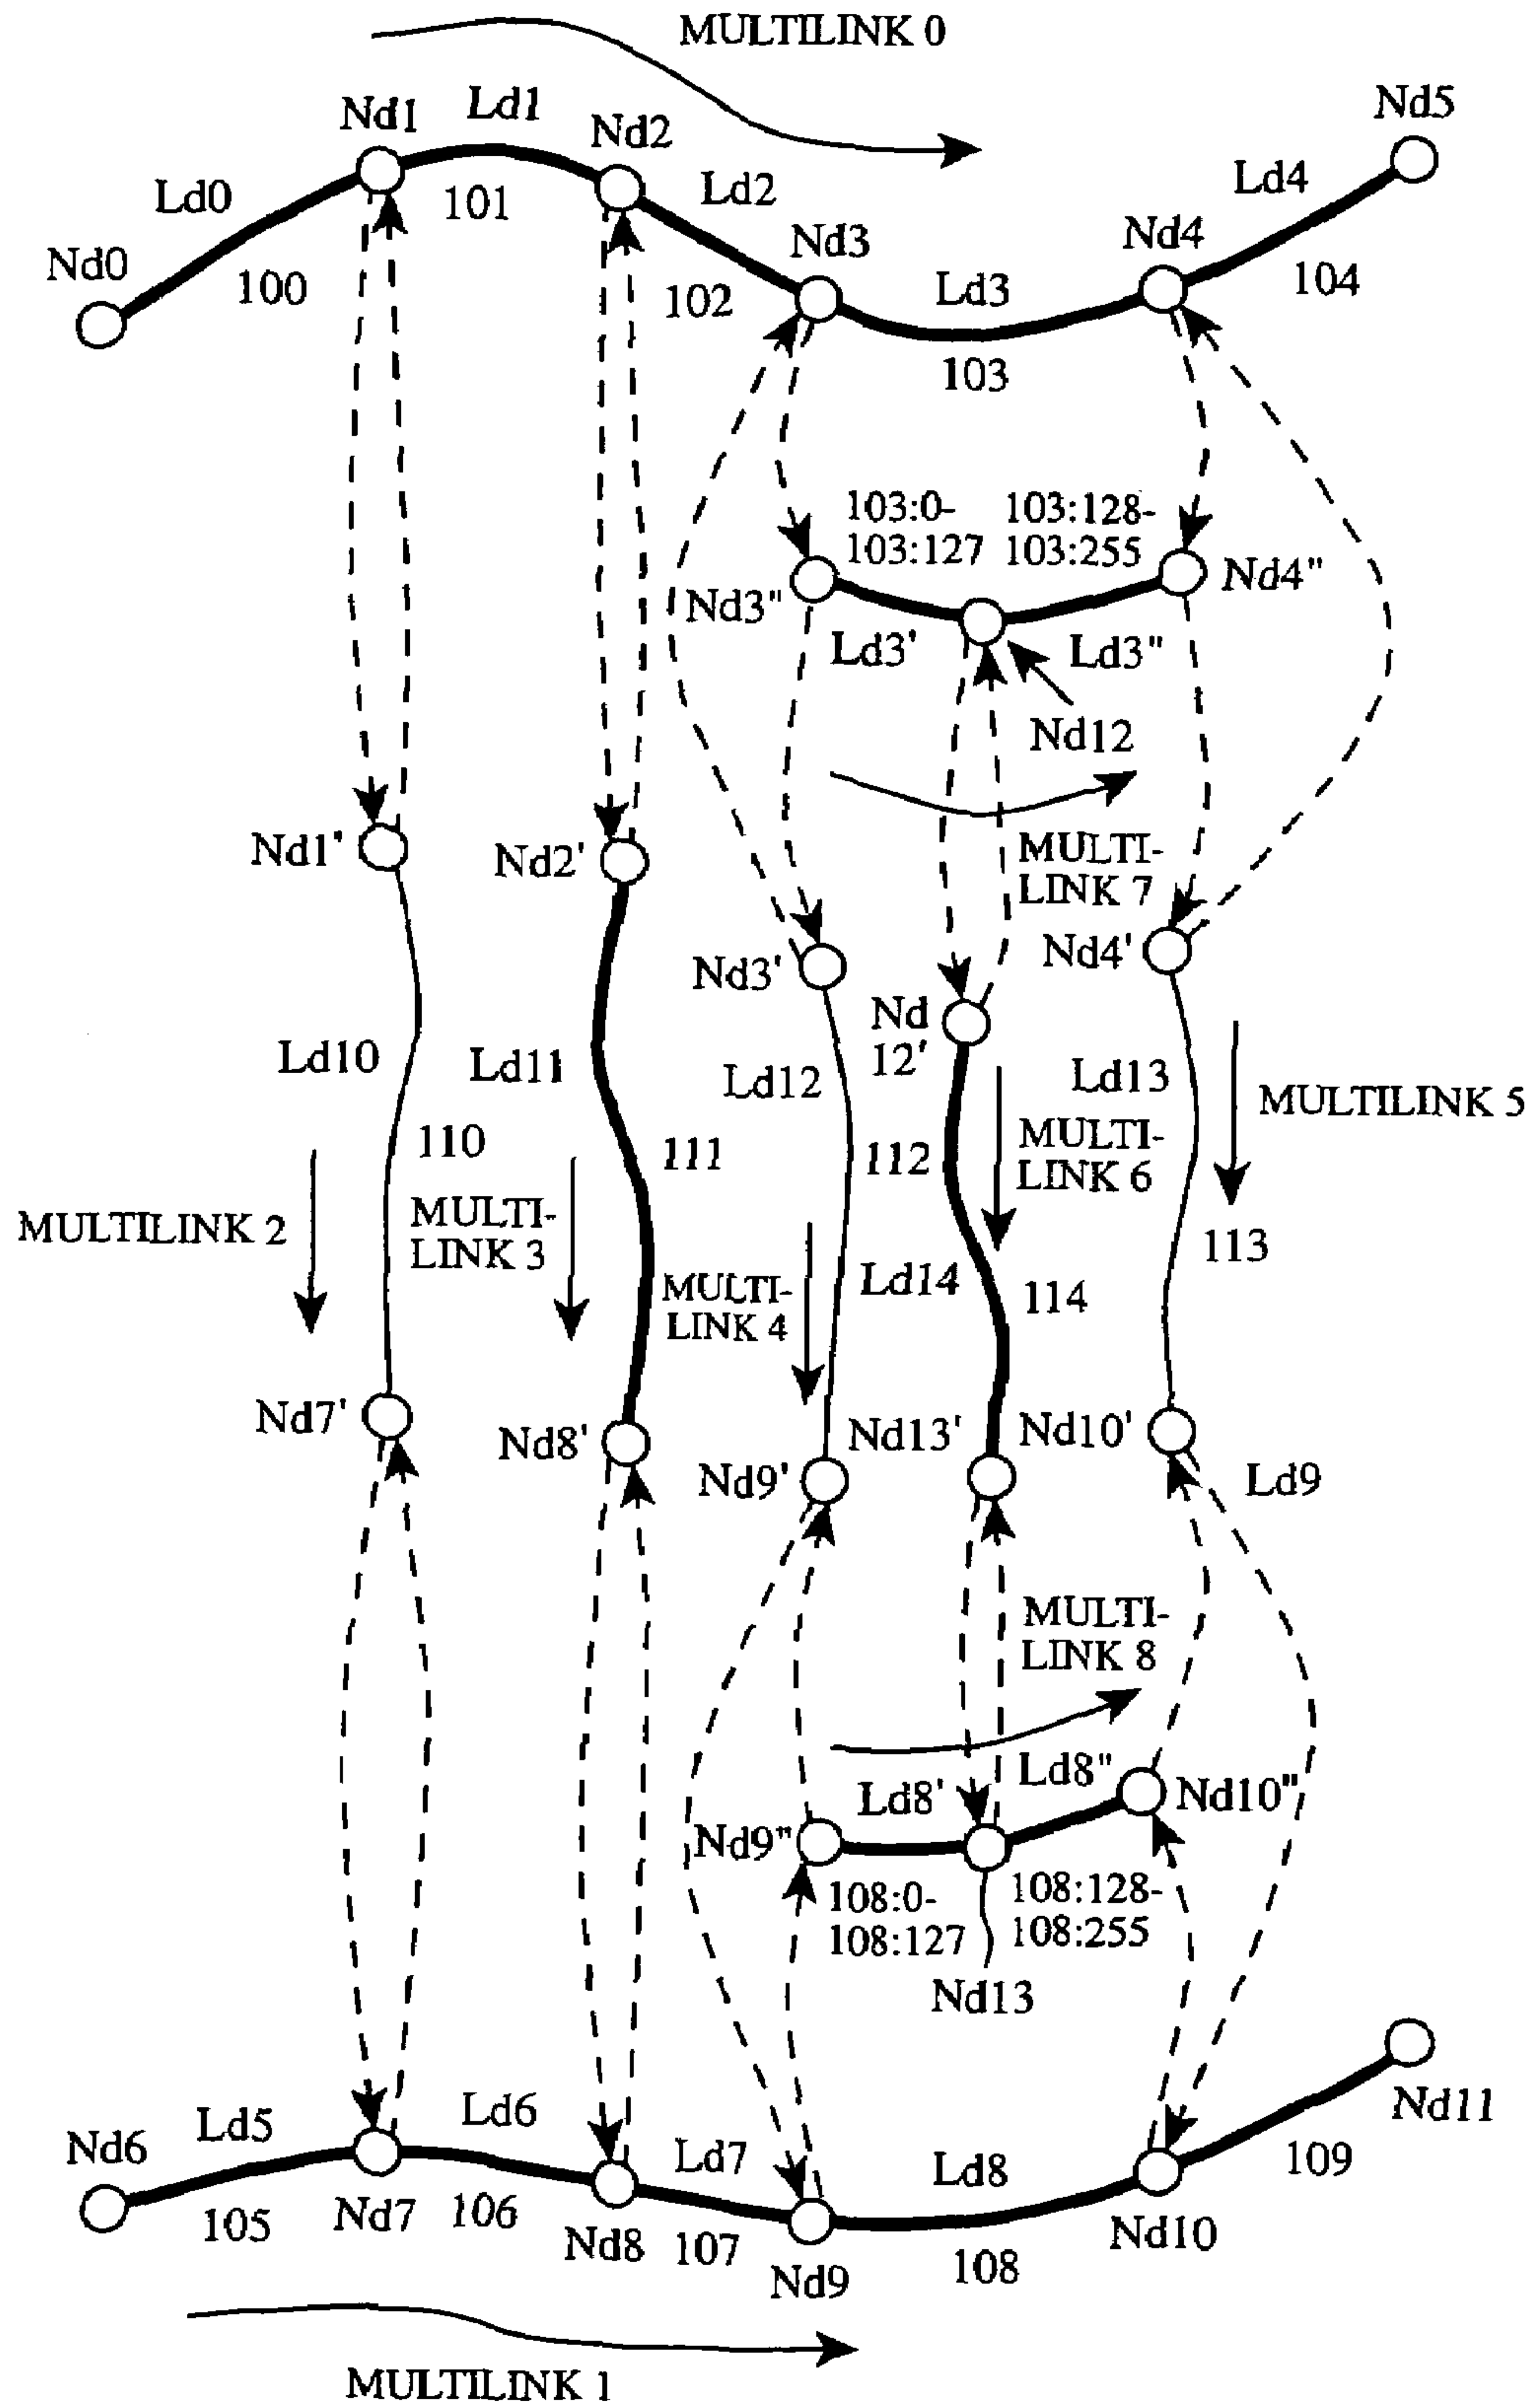 MULTILINK 0
Nd1
Ld1
Nd2
Nd5
Ld0
101
Ld2
Ld4
Nd0
100
Nd3
Nd4
102
Ld3
104
103
103:0-
103:127
103:128-
103:255
Nd3"
Nd4"
Ld3'
Ld3"
Nd12
MULTI-
LINK 7
Nd1'
Nd2'
Nd3'
Nd4'
Nd
12'
Ld10
Ld11
Ld12
Ld13
MULTILINK 5
110
111
112
MULTI-
LINK 6
MULTILINK 2
MULTI-
LINK 3
113
MULTI-
LINK 4
Ld14
114
Nd7'
Nd8'
Nd9'
Nd13'
Nd10'
Ld9
MULTI-
LINK 8
Ld8'
Ld8"
Nd9"
Nd10"
108:0-
108:127
108:128-
108:255
Nd13
Nd11
Nd6
Ld5
Ld6
Ld7
Ld8
109
105
Nd7
106
Nd8
107
Nd9
108
Nd10
MULTILINK 1